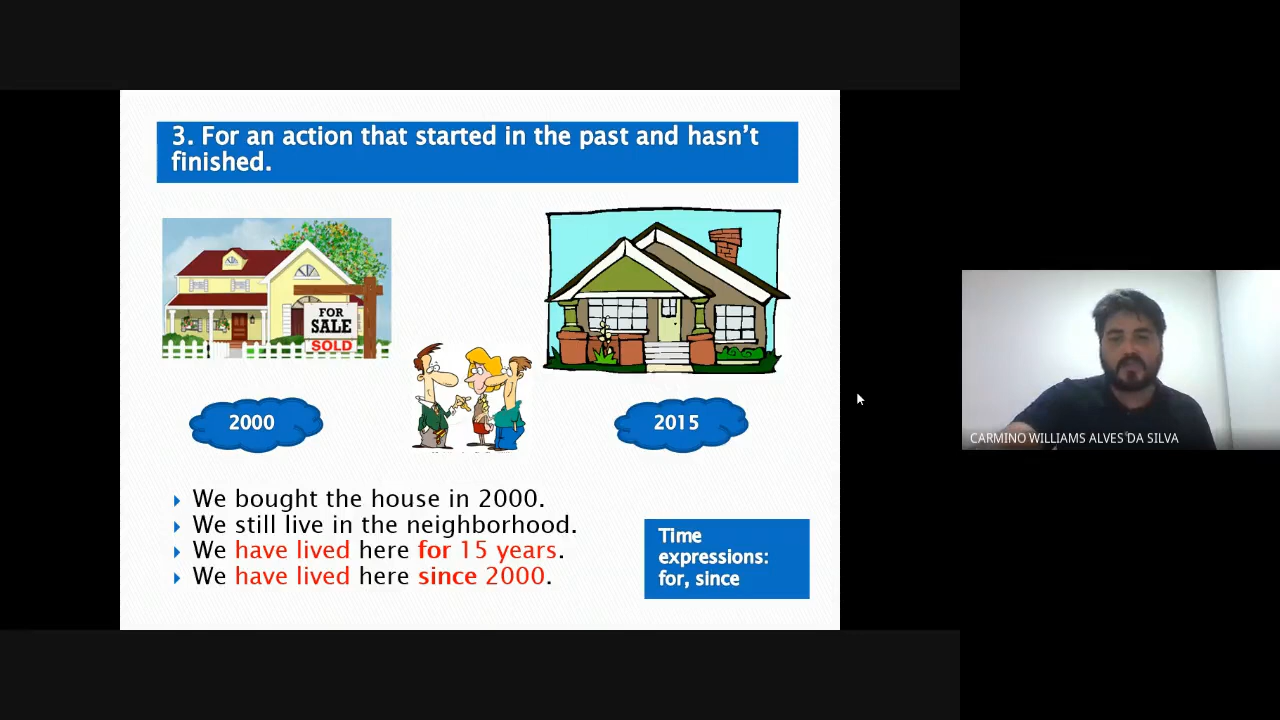 3. For an action that started in the past and hasn't
finished.
FOR
SALE
SOLD
2000
2015
We bought the house in 2000.
We still live in the neighborhood.
We have lived here for 15 years.
We have lived here since 2000.
Time
expressions:
for, since
CARMINO WILLIAMS ALVES DA SILVA